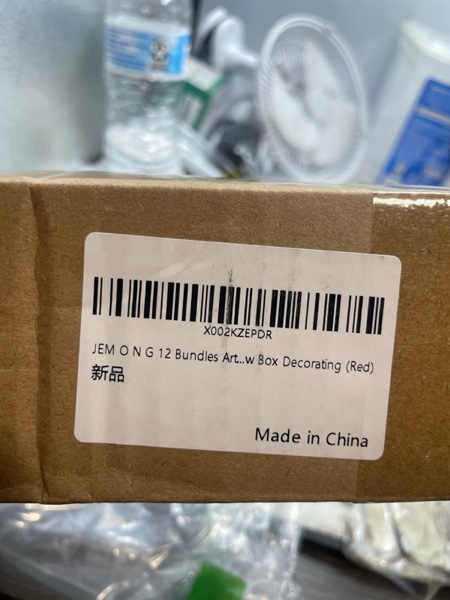 X002KZEPDR
JEM O N G 12 Bundles Art...w Box Decorating (Red)
新品
Made in China